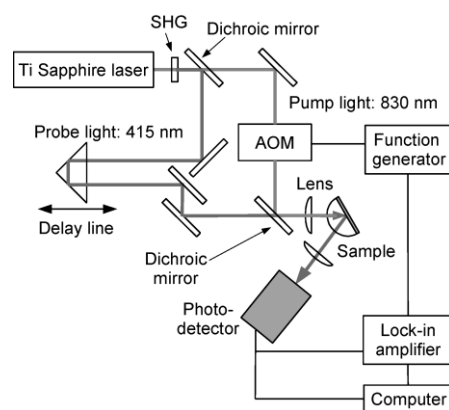 SHG
Dichroic mirror
Ti Sapphire laser
Pump light: 830 nm
Probe light: 415 nm
AOM
Function
generator
Delay line
Lens
Sample
Dichroic
mirror
Photo-
detector
Lock-in
amplifier
Computer